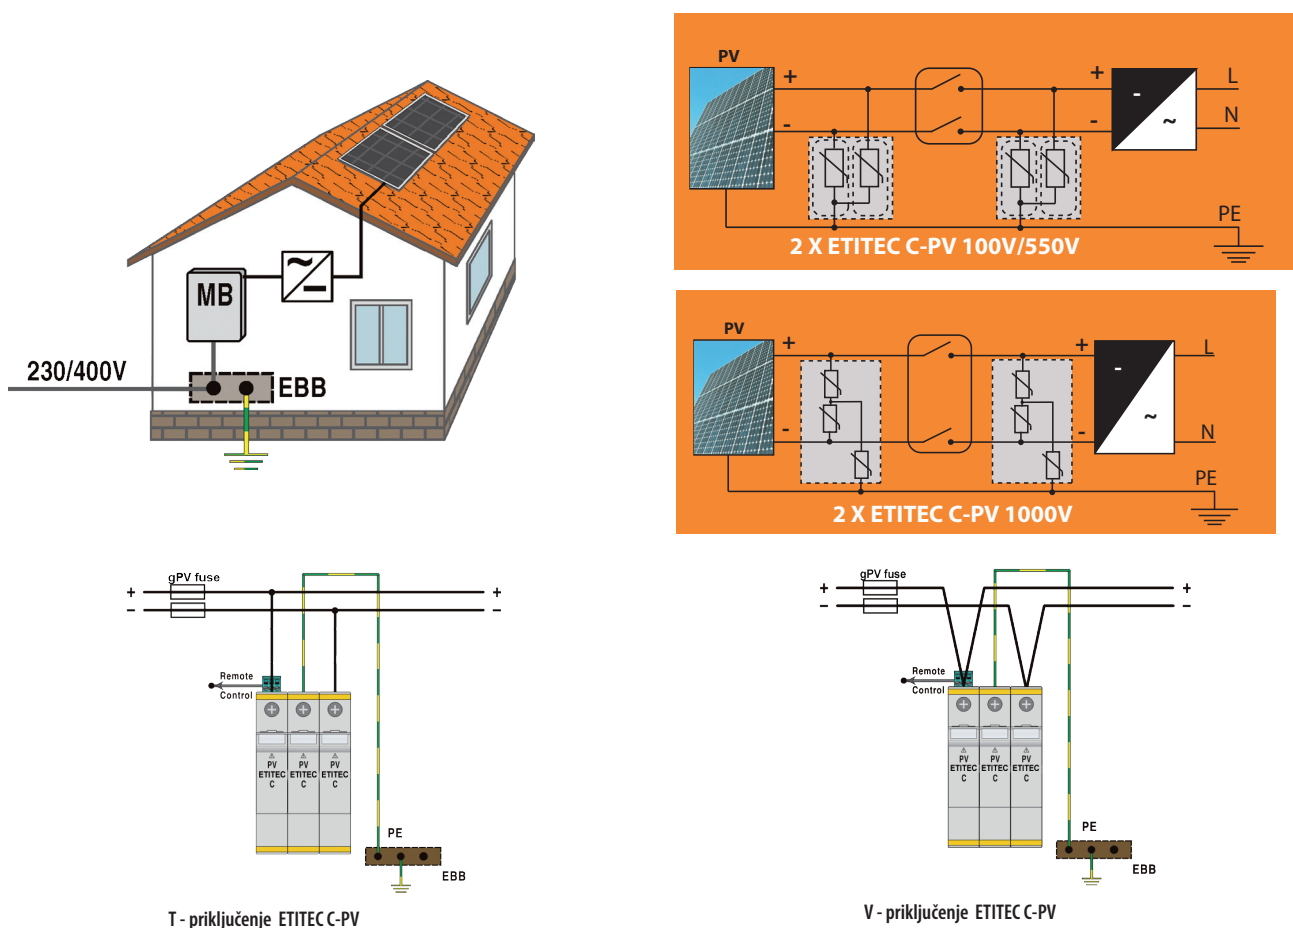 MB
230/400V
EBB
PV
+
+
-
-
-
~
L
N
PE
2 X ETITEC C-PV 100V/550V
PV
+
+
-
-
-
~
L
N
PE
2 X ETITEC C-PV 1000V
gPV fuse
+
+
−
−
Remote
Control
PV
ETITEC
C
PV
ETITEC
C
PV
ETITEC
C
PE
EBB
T - priključenje ETITEC C-PV
gPV fuse
+
+
−
−
Remote
Control
PV
ETITEC
C
PV
ETITEC
C
PV
ETITEC
C
PE
EBB
V - priključenje ETITEC C-PV